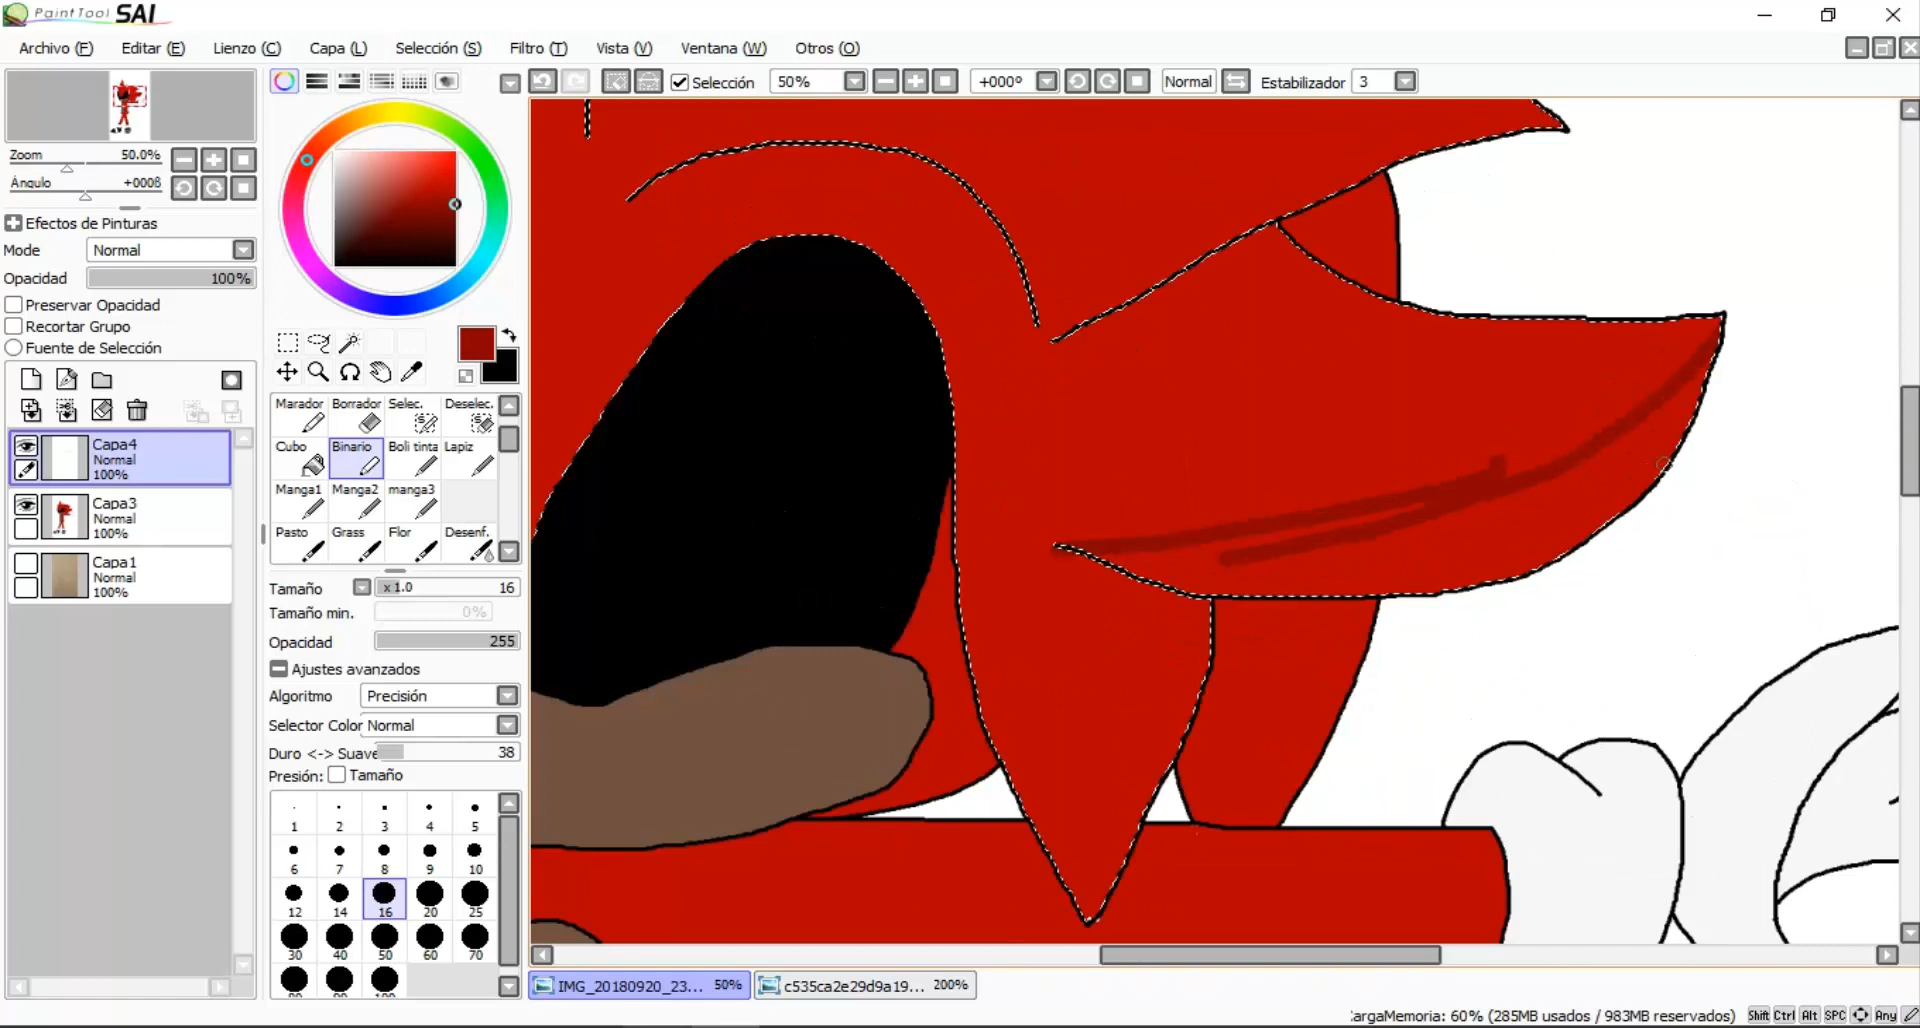 PaintTool SAI
Archivo (F) Editar (E) Lienzo (C) Capa (L) Selección (S) Filtro (T) Vista (V) Ventana (W) Otros (O)
Selección 50% +000º Normal Estabilizador 3
Zoom 50.0%
Ángulo +000ß
Efectos de Pinturas
Mode Normal
Opacidad 100%
Preservar Opacidad
Recortar Grupo
Fuente de Selección
Capa4
Normal
100%
Capa3
Normal
100%
Capa1
Normal
100%
Marador Borrador Selec. Deselec.
Cubo Binario Boli tinta Lapiz
Manga1 Manga2 manga3
Pasto Grass Flor Desenf.
Tamaño x 1.0 16
Tamaño min. 0%
Opacidad 255
Ajustes avanzados
Algoritmo Precisión
Selector Color Normal
Duro <-> Suave 38
Presión: Tamaño
1 2 3 4 5
6 7 8 9 10
12 14 16 20 25
30 40 50 60 70
IMG_20180920_23... 50% c535ca2e29d9a19... 200%
CargaMemoria: 60% (285MB usados / 983MB reservados) Shift Ctrl Alt SPC Any